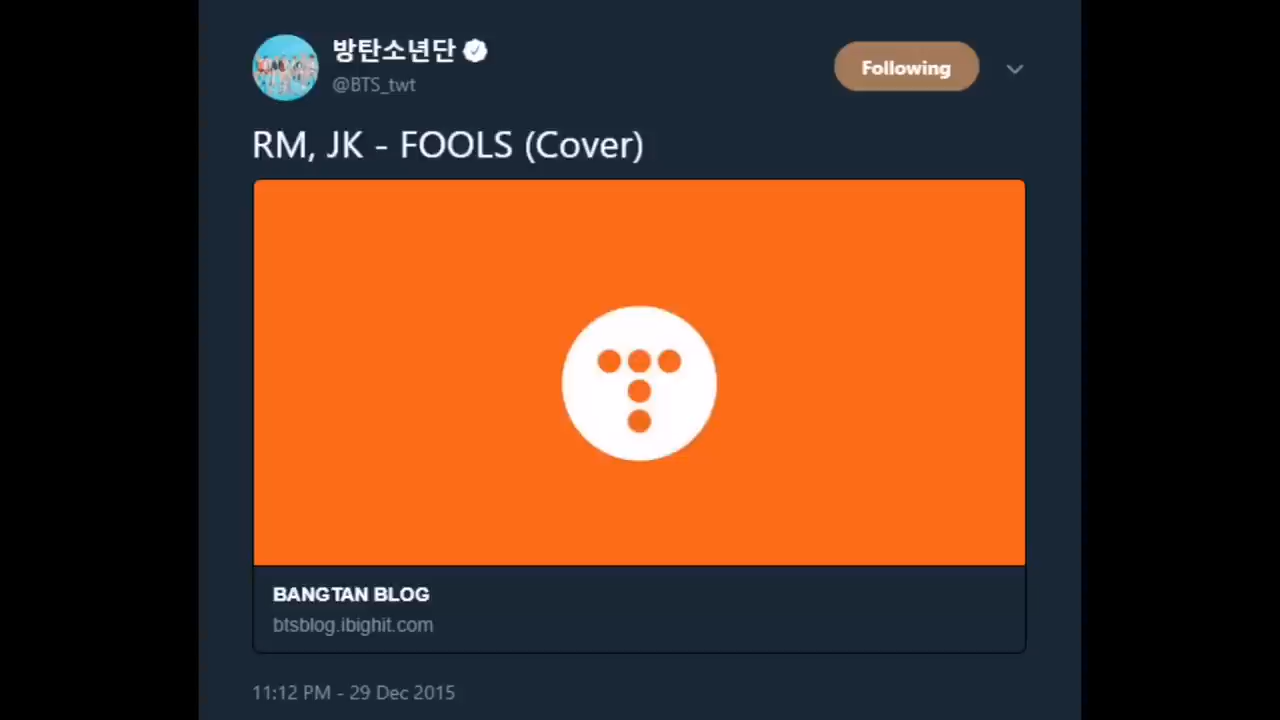 방탄소년단
@BTS_twt
Following
RM, JK - FOOLS (Cover)
BANGTAN BLOG
btsblog.ibighit.com
11:12 PM - 29 Dec 2015